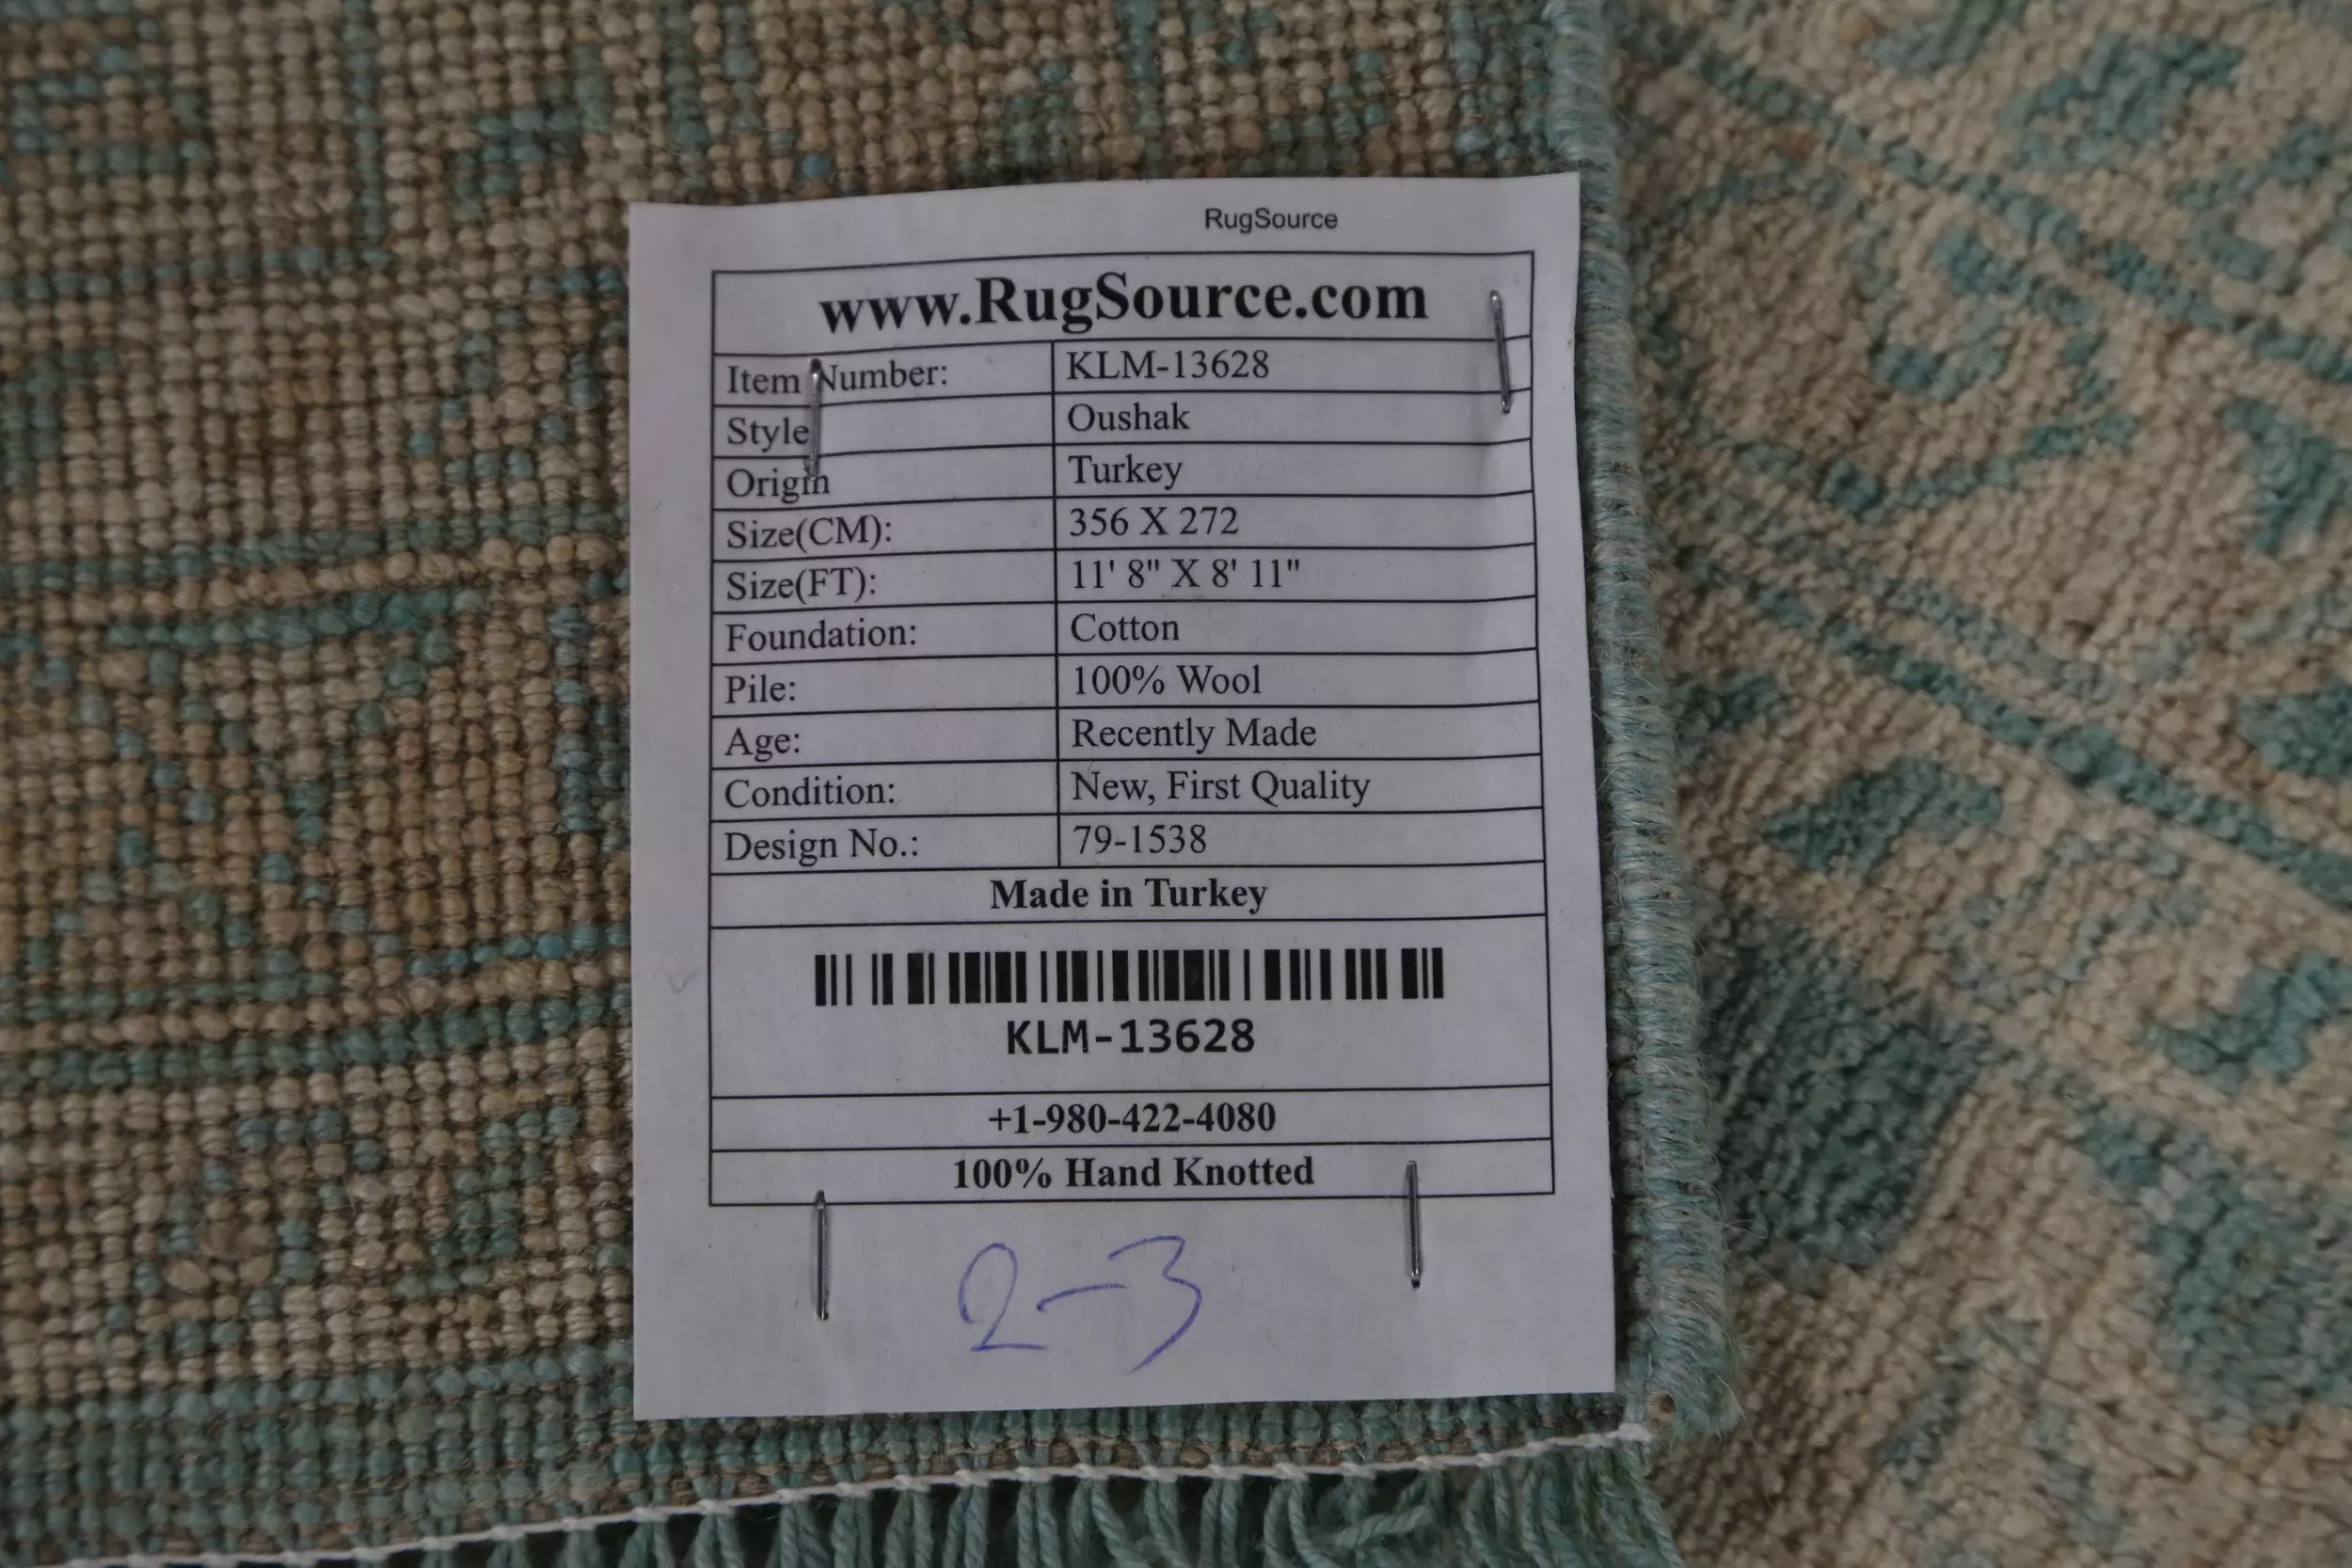 RugSource
www.RugSource.com
Item Number: KLM-13628
Style Oushak
Origin Turkey
Size(CM): 356 X 272
Size(FT): 11' 8" X 8' 11"
Foundation: Cotton
Pile: 100% Wool
Age: Recently Made
Condition: New, First Quality
Design No.: 79-1538
Made in Turkey
KLM-13628
+1-980-422-4080
100% Hand Knotted
2-3